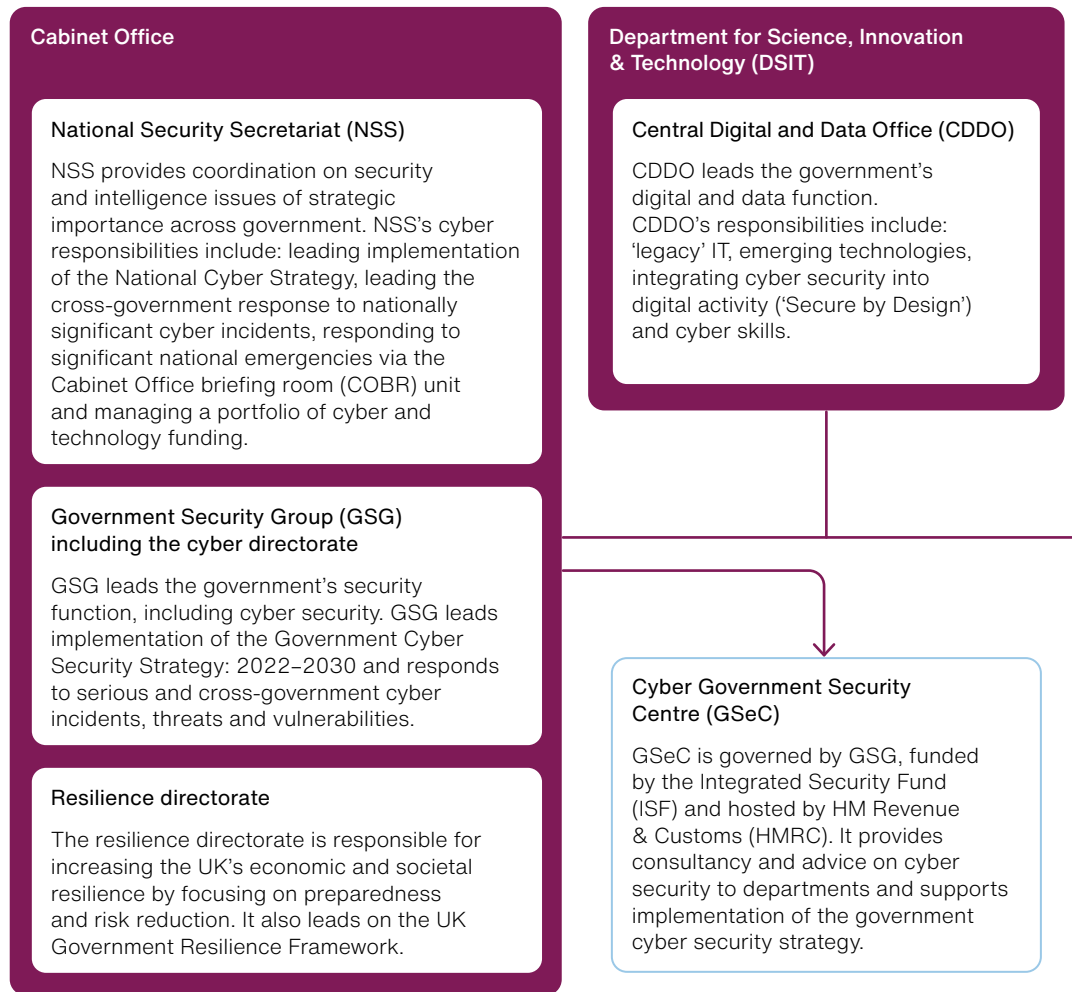 Cabinet Office
National Security Secretariat (NSS)
NSS provides coordination on security
and intelligence issues of strategic
importance across government. NSS’s cyber
responsibilities include: leading implementation
of the National Cyber Strategy, leading the
cross-government response to nationally
significant cyber incidents, responding to
significant national emergencies via the
Cabinet Office briefing room (COBR) unit
and managing a portfolio of cyber and
technology funding.
Government Security Group (GSG)
including the cyber directorate
GSG leads the government’s security
function, including cyber security. GSG leads
implementation of the Government Cyber
Security Strategy: 2022–2030 and responds
to serious and cross-government cyber
incidents, threats and vulnerabilities.
Resilience directorate
The resilience directorate is responsible for
increasing the UK’s economic and societal
resilience by focusing on preparedness
and risk reduction. It also leads on the UK
Government Resilience Framework.
Department for Science, Innovation
& Technology (DSIT)
Central Digital and Data Office (CDDO)
CDDO leads the government’s
digital and data function.
CDDO’s responsibilities include:
‘legacy’ IT, emerging technologies,
integrating cyber security into
digital activity (‘Secure by Design’)
and cyber skills.
Cyber Government Security
Centre (GSeC)
GSeC is governed by GSG, funded
by the Integrated Security Fund
(ISF) and hosted by HM Revenue
& Customs (HMRC). It provides
consultancy and advice on cyber
security to departments and supports
implementation of the government
cyber security strategy.